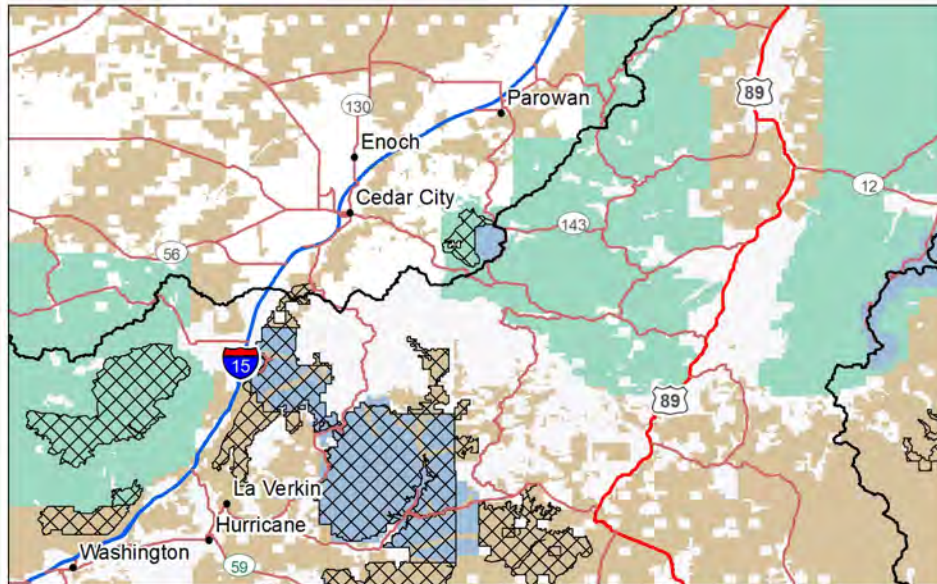 89
Parowan
130
Enoch
12
Cedar City
143
56
15
89
La Verkin
Hurricane
Washington
59